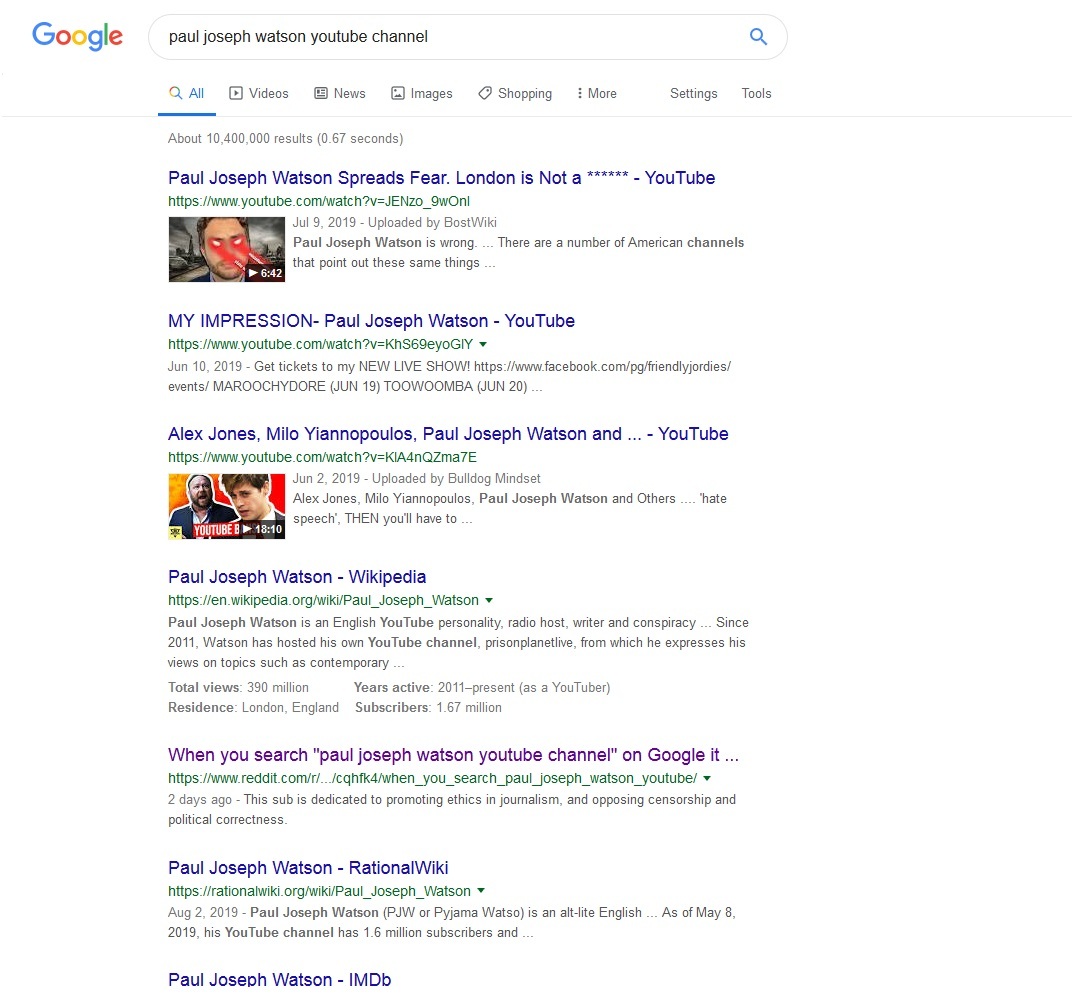 Google
paul joseph watson youtube channel
All Videos News Images Shopping More Settings Tools
About 10,400,000 results (0.67 seconds)
Paul Joseph Watson Spreads Fear. London is Not a ****** - YouTube
https://www.youtube.com/watch?v=JENzo_9wOnI
Jul 9, 2019 - Uploaded by BostWiki
Paul Joseph Watson is wrong. ... There are a number of American channels
that point out these same things ...
6:42
MY IMPRESSION- Paul Joseph Watson - YouTube
https://www.youtube.com/watch?v=KhS69eyoGlY
Jun 10, 2019 - Get tickets to my NEW LIVE SHOW! https://www.facebook.com/pg/friendlyjordies/
events/ MAROOCHYDORE (JUN 19) TOOWOOMBA (JUN 20) ...
Alex Jones, Milo Yiannopoulos, Paul Joseph Watson and ... - YouTube
https://www.youtube.com/watch?v=KlA4nQZma7E
Jun 2, 2019 - Uploaded by Bulldog Mindset
Alex Jones, Milo Yiannopoulos, Paul Joseph Watson and Others .... 'hate
speech', THEN you'll have to ...
YOUTUBE B 18:10
Paul Joseph Watson - Wikipedia
https://en.wikipedia.org/wiki/Paul_Joseph_Watson
Paul Joseph Watson is an English YouTube personality, radio host, writer and conspiracy ... Since
2011, Watson has hosted his own YouTube channel, prisonplanetlive, from which he expresses his
views on topics such as contemporary ...
Total views: 390 million Years active: 2011–present (as a YouTuber)
Residence: London, England Subscribers: 1.67 million
When you search "paul joseph watson youtube channel" on Google it ...
https://www.reddit.com/r/.../cqhfk4/when_you_search_paul_joseph_watson_youtube/
2 days ago - This sub is dedicated to promoting ethics in journalism, and opposing censorship and
political correctness.
Paul Joseph Watson - RationalWiki
https://rationalwiki.org/wiki/Paul_Joseph_Watson
Aug 2, 2019 - Paul Joseph Watson (PJW or Pyjama Watso) is an alt-lite English ... As of May 8,
2019, his YouTube channel has 1.6 million subscribers and ...
Paul Joseph Watson - IMDb